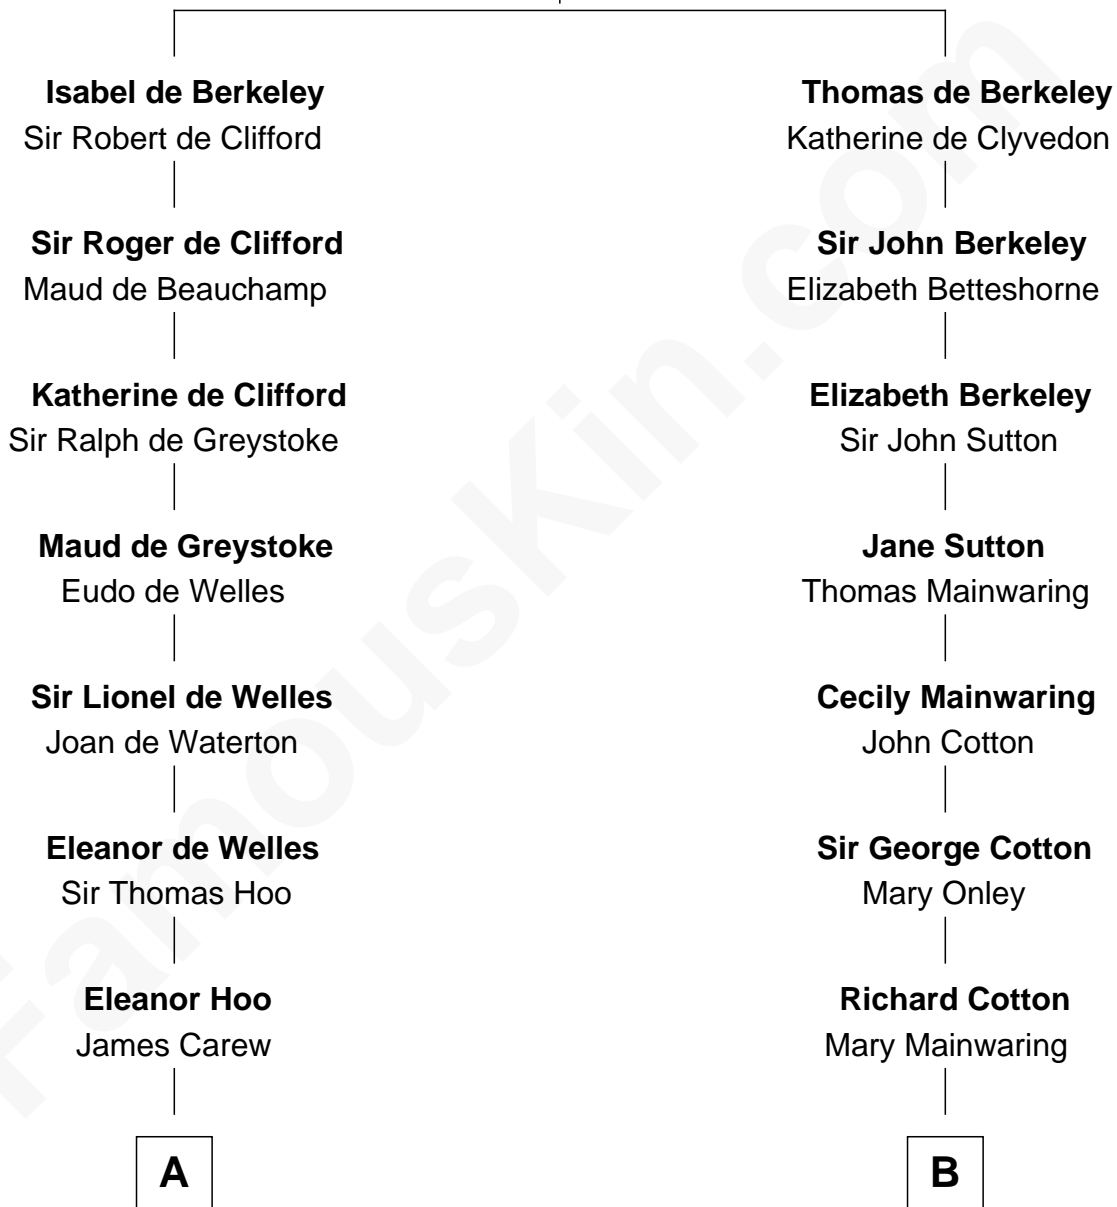 Isabel de Berkeley
Sir Robert de Clifford
Sir Roger de Clifford
Maud de Beauchamp
Katherine de Clifford
Sir Ralph de Greystoke
Maud de Greystoke
Eudo de Welles
Sir Lionel de Welles
Joan de Waterton
Eleanor de Welles
Sir Thomas Hoo
Eleanor Hoo
James Carew
A
Thomas de Berkeley
Katherine de Clyvedon
Sir John Berkeley
Elizabeth Betteshorne
Elizabeth Berkeley
Sir John Sutton
Jane Sutton
Thomas Mainwaring
Cecily Mainwaring
John Cotton
Sir George Cotton
Mary Onley
Richard Cotton
Mary Mainwaring
B
FamousKin.com